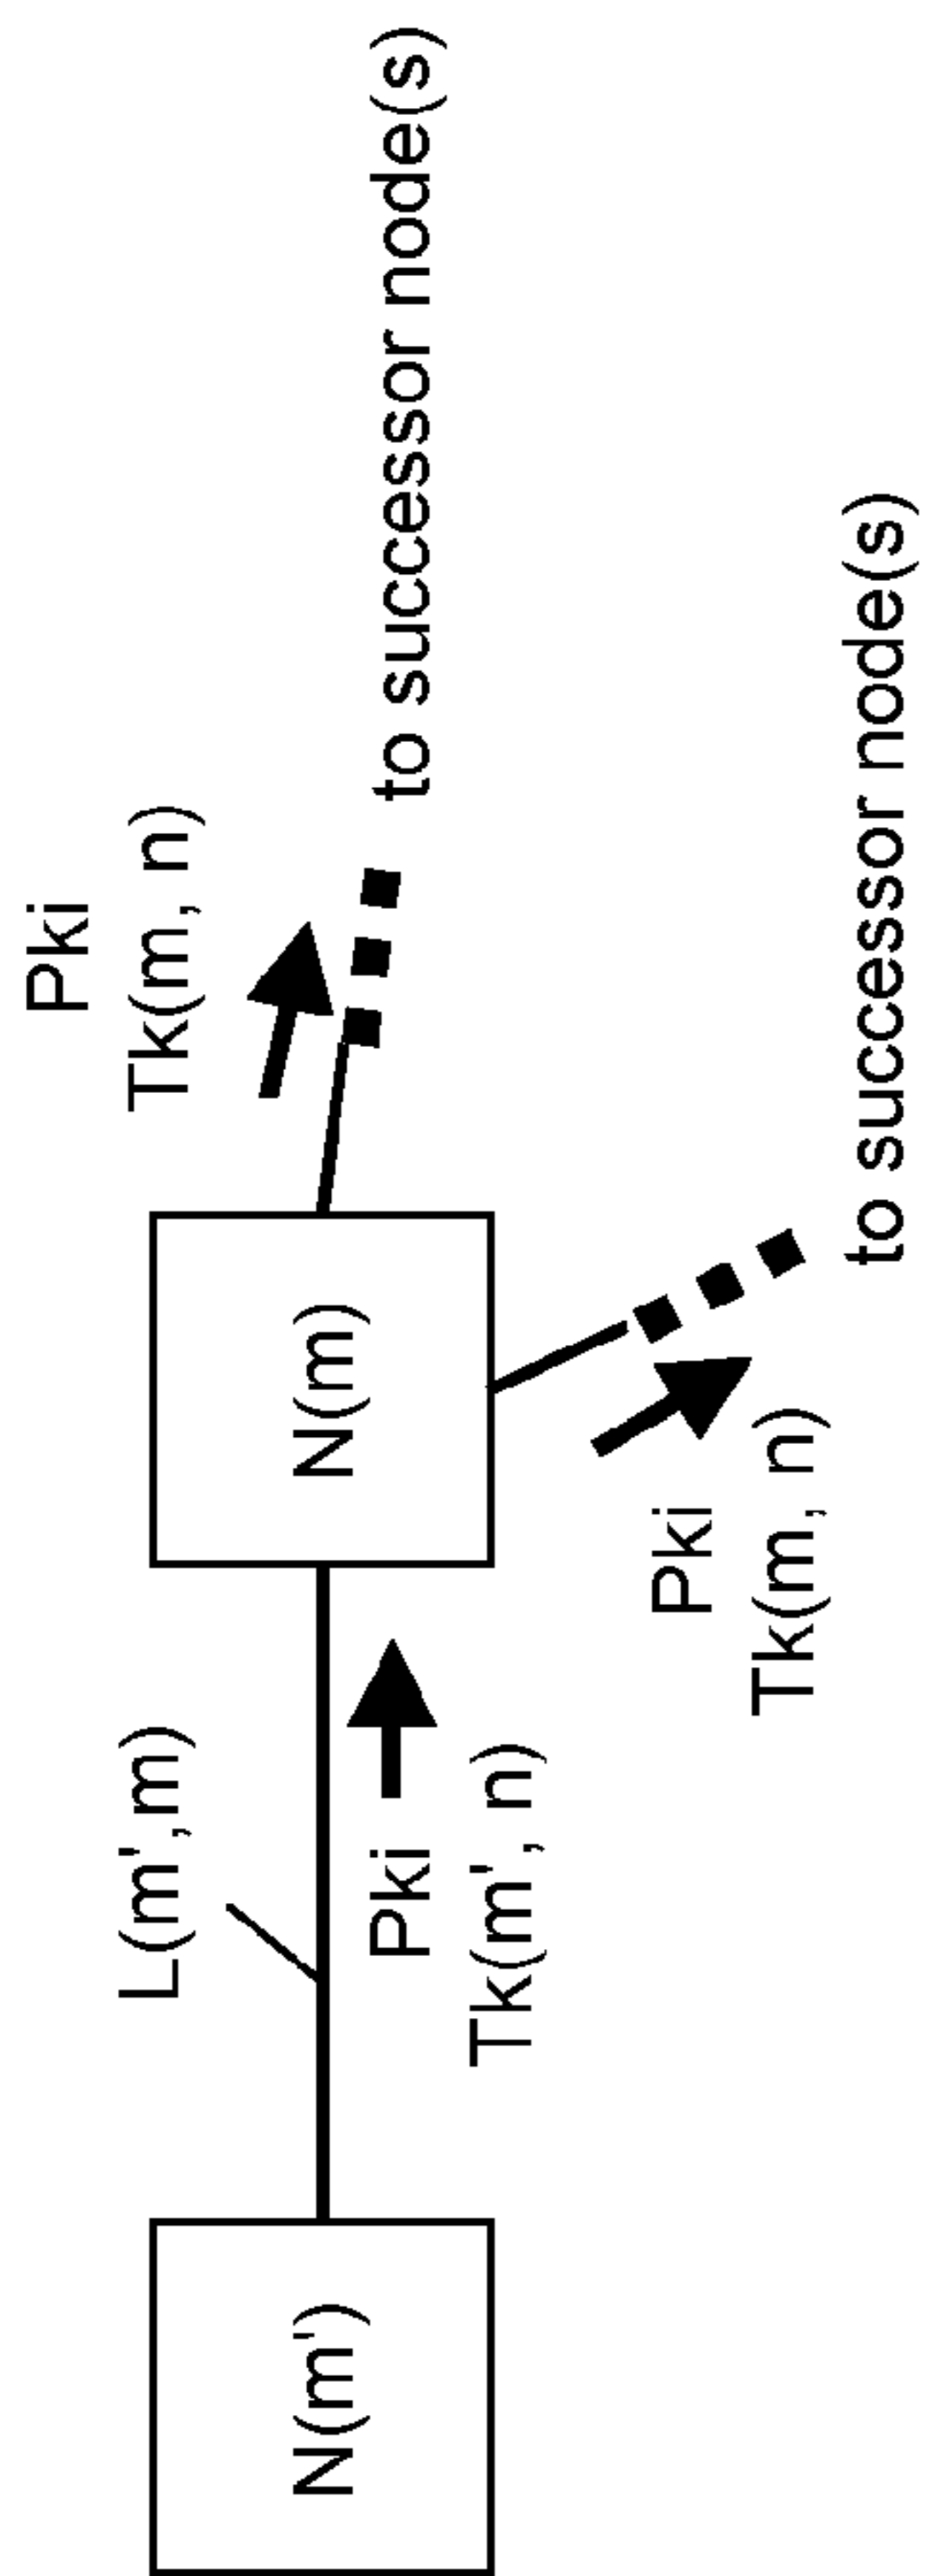 N(m')
L(m',m)
Pki
Tk(m', n)
N(m)
Pki
Tk(m, n)
to successor node(s)
Pki
Tk(m, n)
to successor node(s)